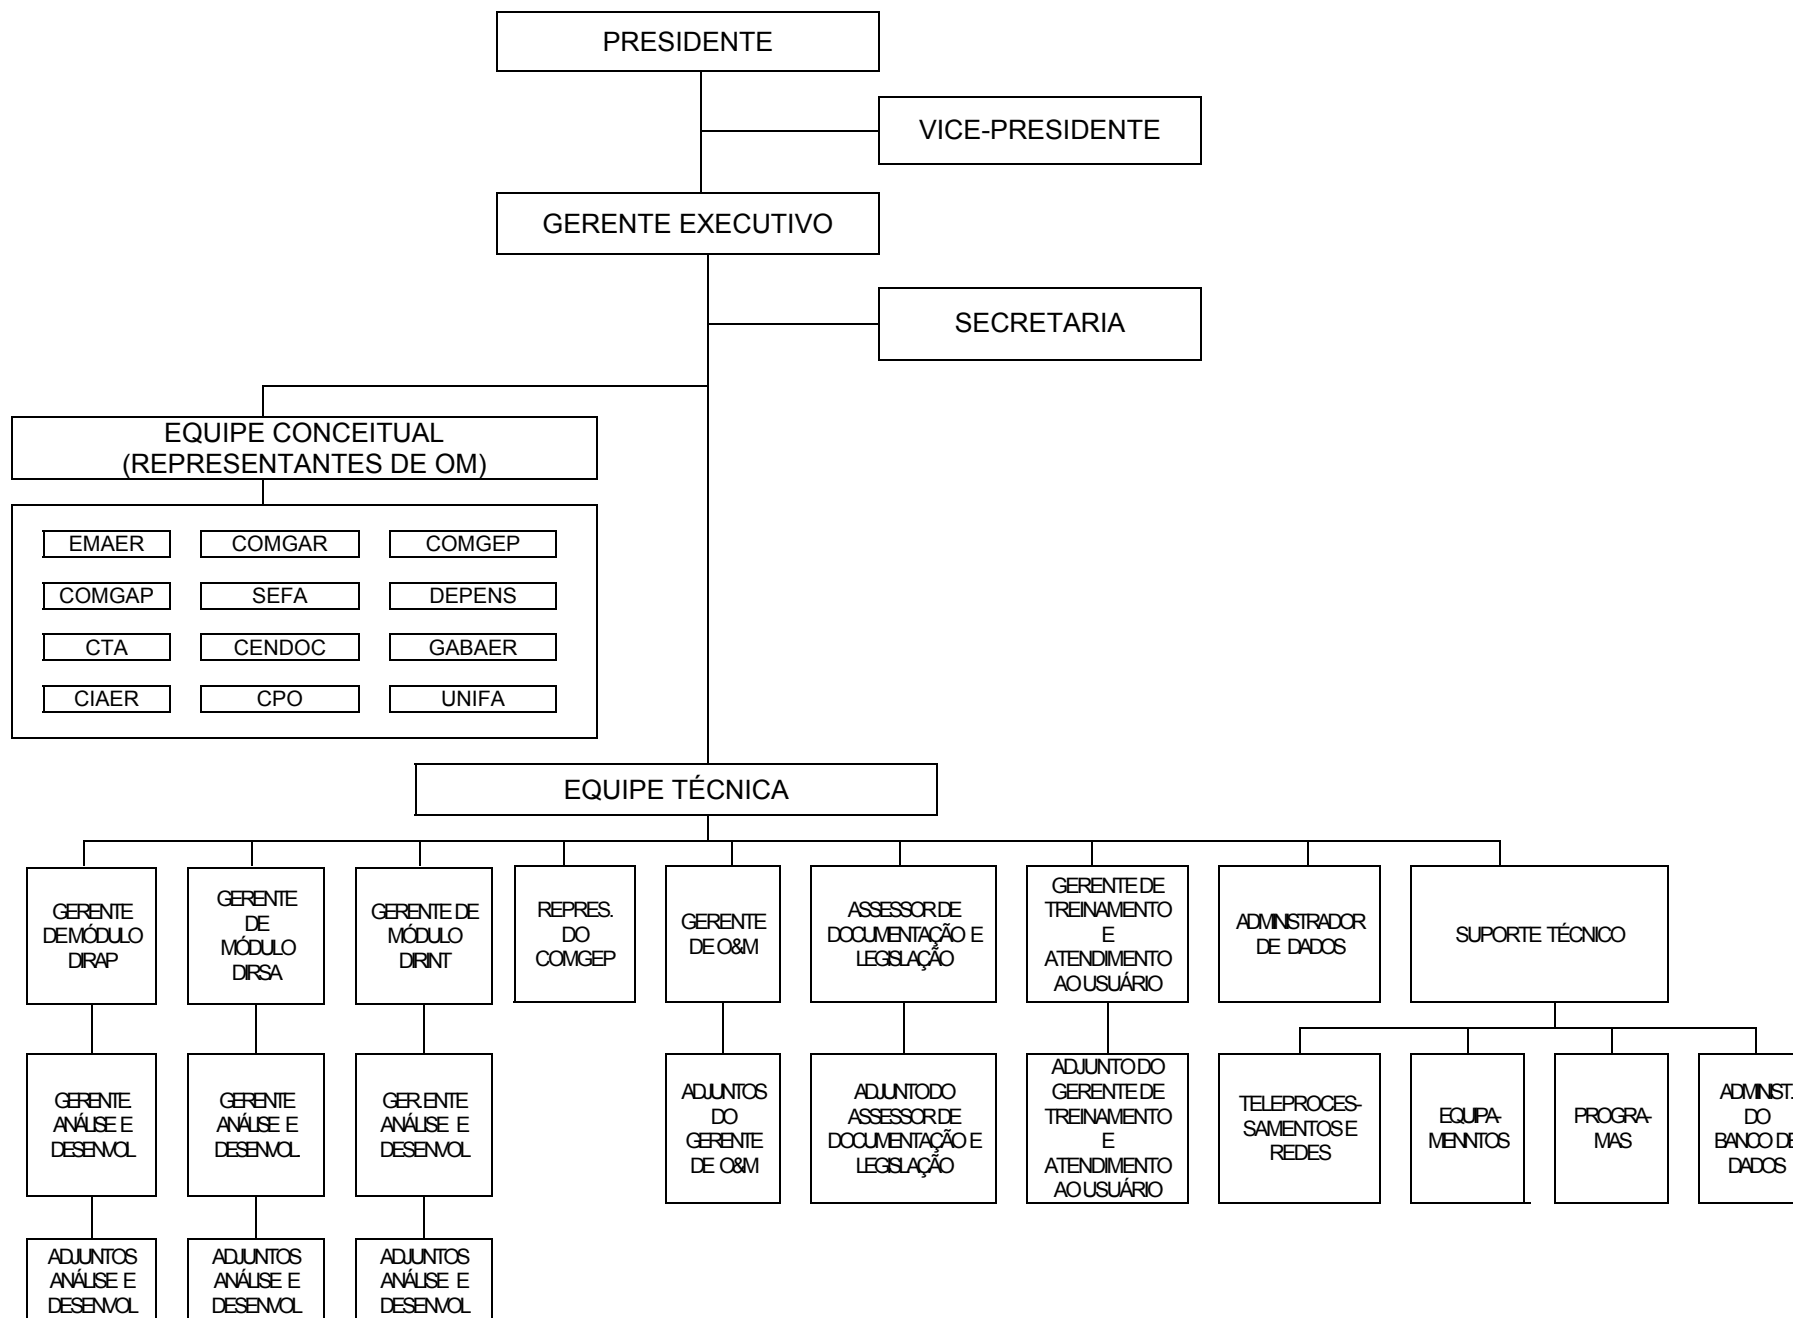 PRESIDENTE
VICE-PRESIDENTE
GERENTE EXECUTIVO
SECRETARIA
EQUIPE CONCEITUAL
(REPRESENTANTES DE OM)
EMAER
COMGAR
COMGEP
COMGAP
SEFA
DEPENS
CTA
CENDOC
GABAER
CIAER
CPO
UNIFA
EQUIPE TÉCNICA
GERENTE
DE MÓDULO
DIRAP
GERENTE
DE
MÓDULO
DIRSA
GERENTE DE
MÓDULO
DIRINT
REPRES.
DO
COMGEP
GERENTE
DE O&M
ASSESSOR DE
DOCUMENTAÇÃO E
LEGISLAÇÃO
GERENTE DE
TREINAMENTO
E
ATENDIMENTO
AO USUÁRIO
ADMINISTRADOR
DE DADOS
SUPORTE TÉCNICO
GERENTE
ANÁLISE E
DESENVOL
GERENTE
ANÁLISE E
DESENVOL
GER.ENTE
ANÁLISE E
DESENVOL
ADJUNTOS
DO
GERENTE
DE O&M
ADJUNTO DO
ASSESSOR DE
DOCUMENTAÇÃO E
LEGISLAÇÃO
ADJUNTO DO
GERENTE DE
TREINAMENTO
E
ATENDIMENTO
AO USUÁRIO
TELEPROCES-
SAMENTOS E
REDES
EQUIPA-
MENNTOS
PROGRA-
MAS
ADMINIST.
DO
BANCO DE
DADOS
ADJUNTOS
ANÁLISE E
DESENVOL
ADJUNTOS
ANÁLISE E
DESENVOL
ADJUNTOS
ANÁLISE E
DESENVOL